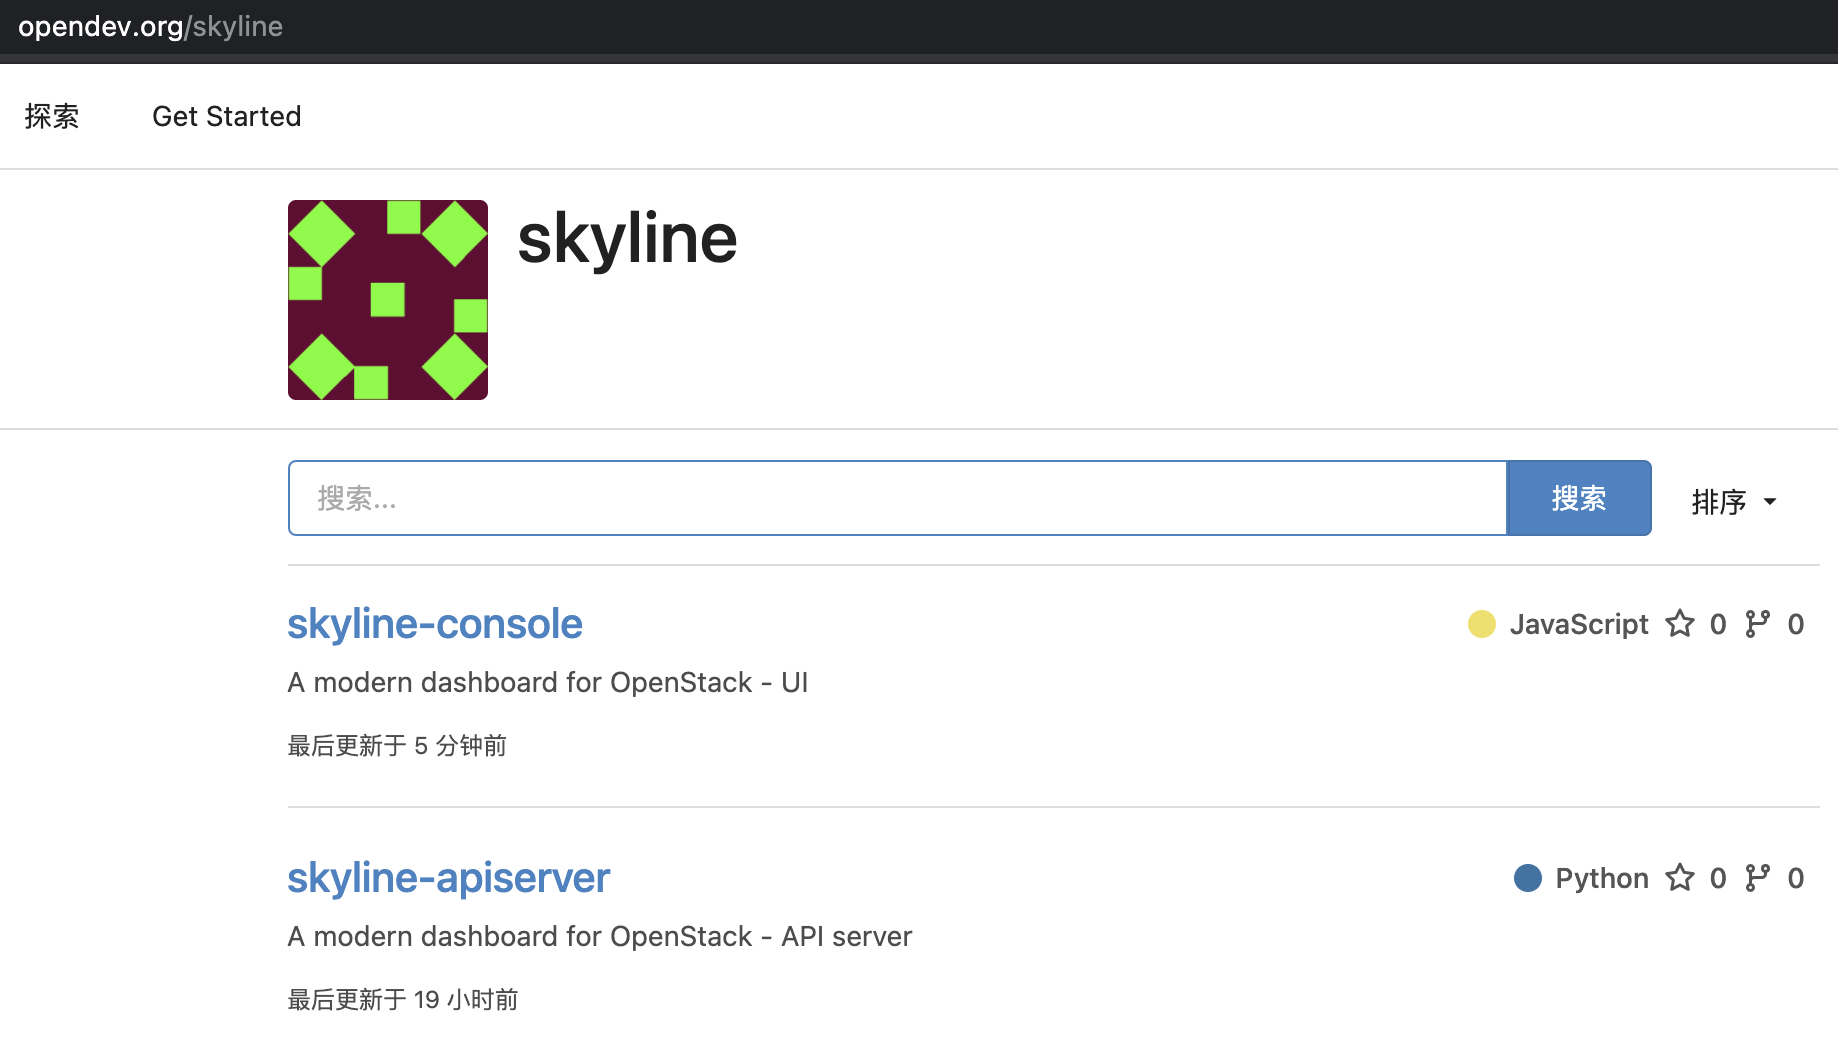 opendev.org/skyline
探索 Get Started
skyline
搜索...
搜索
排序
skyline-console
JavaScript 0 0
A modern dashboard for OpenStack - UI
最后更新于 5 分钟前
skyline-apiserver
Python 0 0
A modern dashboard for OpenStack - API server
最后更新于 19 小时前